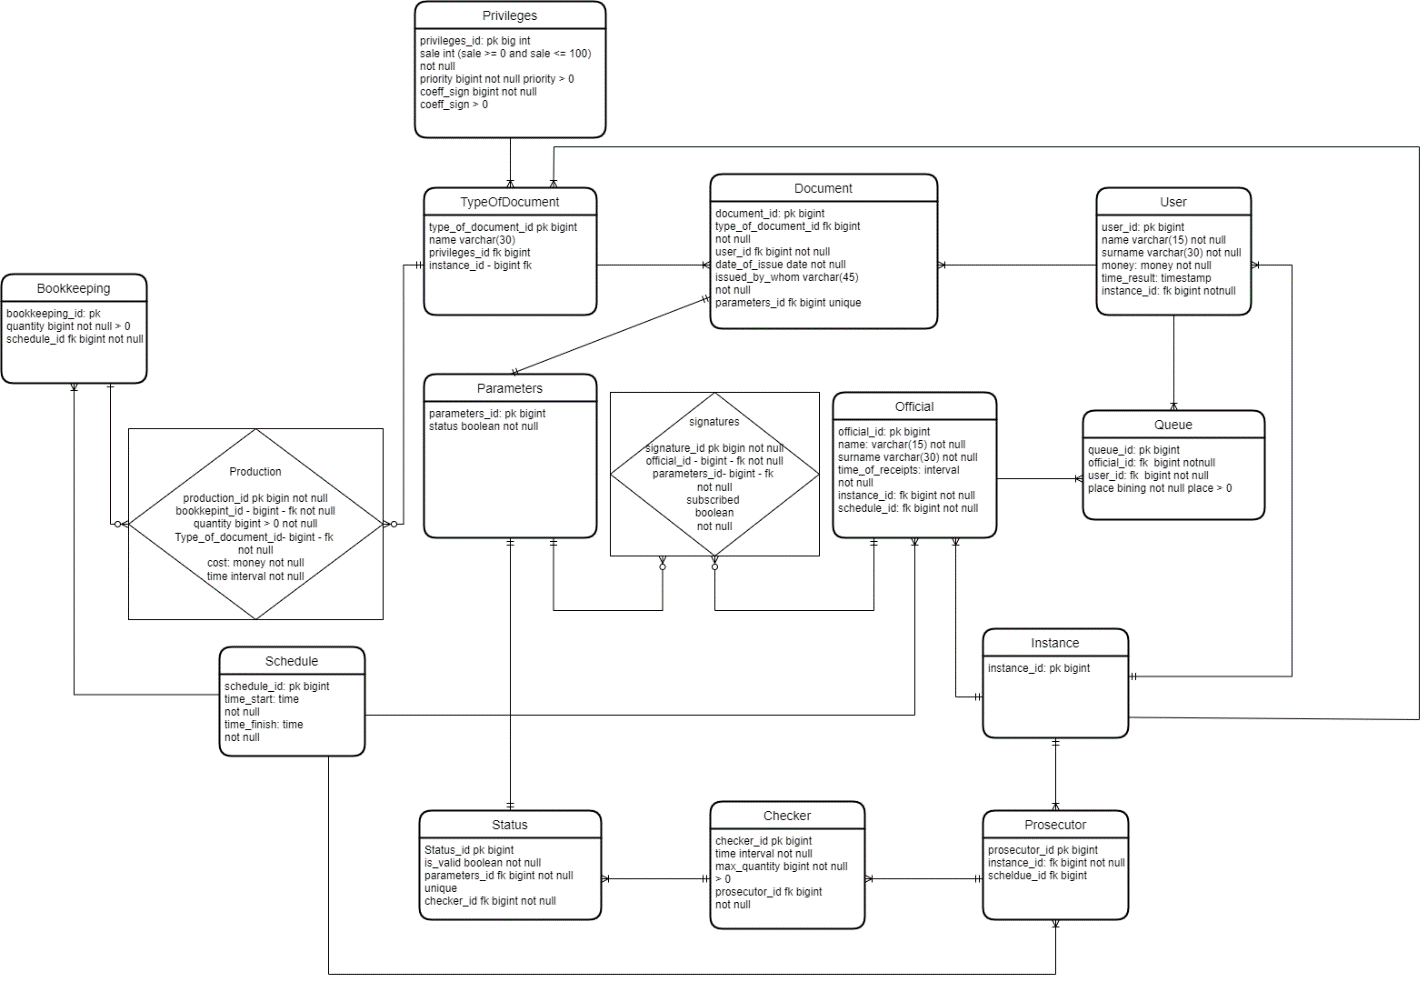 Privileges
privileges_id: pk big int
sale int (sale >= 0 and sale <= 100)
not null
priority bigint not null priority > 0
coeff_sign bigint not null
coeff_sign > 0
TypeOfDocument
type_of_document_id pk bigint
name varchar(30)
privileges_id fk bigint
instance_id - bigint fk
Document
document_id: pk bigint
type_of_document_id fk bigint
not null
user_id fk bigint not null
date_of_issue date not null
issued_by_whom varchar(45)
not null
parameters_id fk bigint unique
User
user_id: pk bigint
name varchar(15) not null
surname varchar(30) not null
money: money not null
time_result: timestamp
instance_id: fk bigint notnull
Bookkeeping
bookkeeping_id: pk
quantity bigint not null > 0
schedule_id fk bigint not null
Parameters
parameters_id: pk bigint
status boolean not null
signatures
signature_id pk bigin not null
official_id - bigint - fk not null
parameters_id- bigint - fk
not null
subscribed
boolean
not null
Official
official_id: pk bigint
name: varchar(15) not null
surname varchar(30) not null
time_of_receipts: interval
not null
instance_id: fk bigint not null
schedule_id: fk bigint not null
Queue
queue_id: pk bigint
official_id: fk  bigint notnull
user_id: fk  bigint not null
place bining not null place > 0
Production
production_id pk bigin not null
bookkepint_id - bigint - fk not null
quantity bigint > 0 not null
Type_of_document_id- bigint - fk
not null
cost: money not null
time interval not null
Schedule
schedule_id: pk bigint
time_start: time
not null
time_finish: time
not null
Instance
instance_id: pk bigint
Status
Status_id pk bigint
is_valid boolean not null
parameters_id fk bigint not null
unique
checker_id fk bigint not null
Checker
checker_id pk bigint
time interval not null
max_quantity bigint not null
> 0
prosecutor_id fk bigint
not null
Prosecutor
prosecutor_id pk bigint
instance_id: fk bigint not null
scheldue_id fk bigint